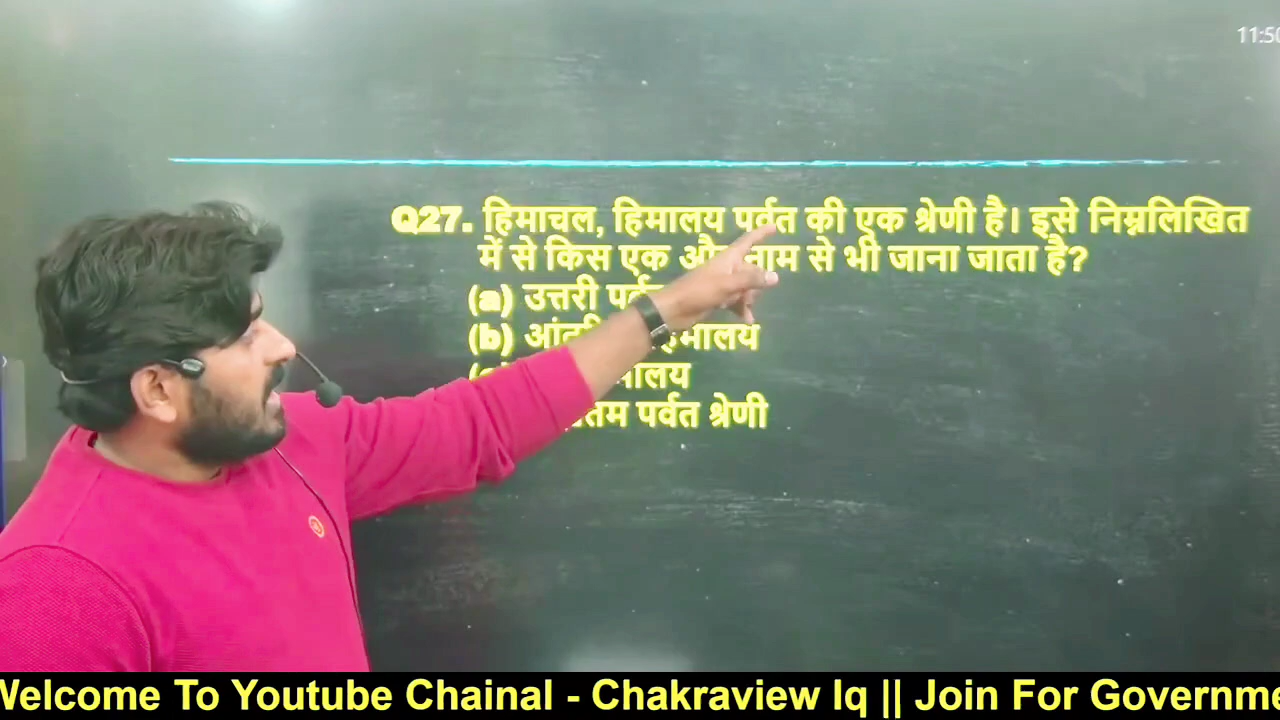 11:50
Q27. हिमाचल, हिमालय पर्वत की एक श्रेणी है। इसे निम्नलिखित
में से किस एक और नाम से भी जाना जाता है?
(a) उत्तरी
(b) हिमालय
पर्वत श्रेणी
Welcome To Youtube Chainal - Chakraview Iq || Join For Governme